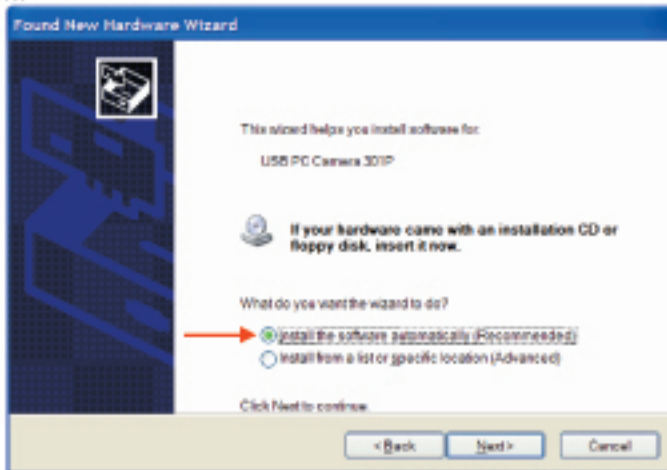 Found New Hardware Wizard
This wizard helps you install software for:
USB PC Camera 301P
If your hardware came with an installation CD or
floppy disk, insert it now.
What do you want the wizard to do?
Install the software automatically (Recommended)
Install from a list or specific location (Advanced)
Click Next to continue.
< Back
Next >
Cancel